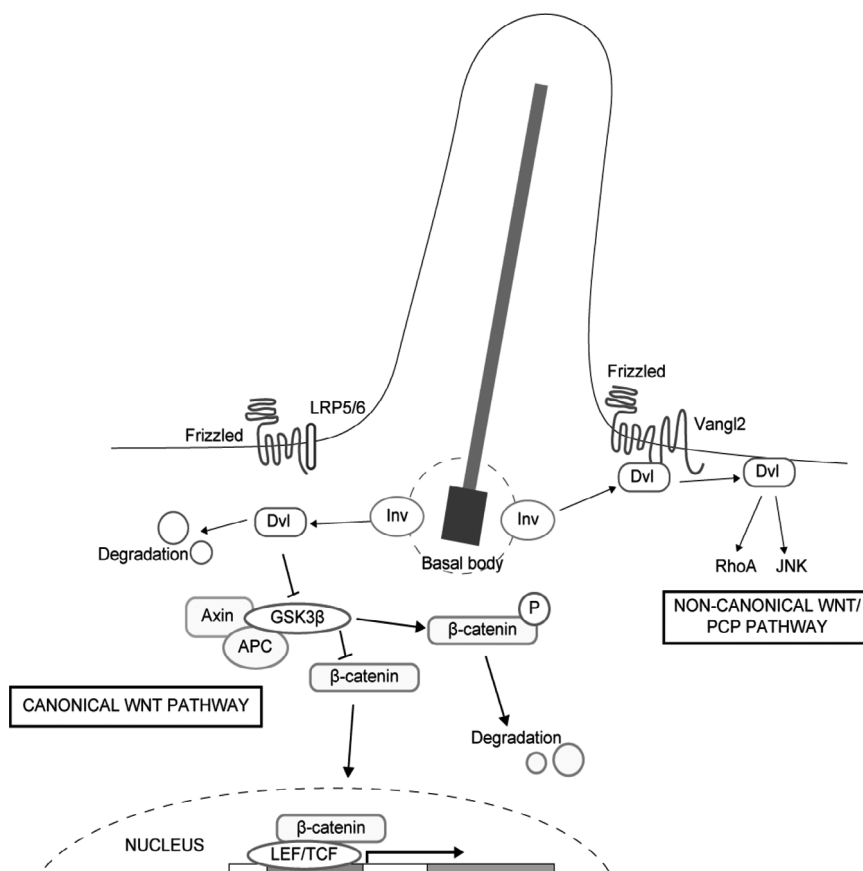 Frizzled
LRP5/6
Frizzled
Vangl2
Dvl
Dvl
Inv
Inv
Dvl
Degradation
Basal body
RhoA
JNK
NON-CANONICAL WNT/
PCP PATHWAY
Axin
GSK3β
APC
β-catenin
P
β-catenin
CANONICAL WNT PATHWAY
Degradation
β-catenin
NUCLEUS
LEF/TCF